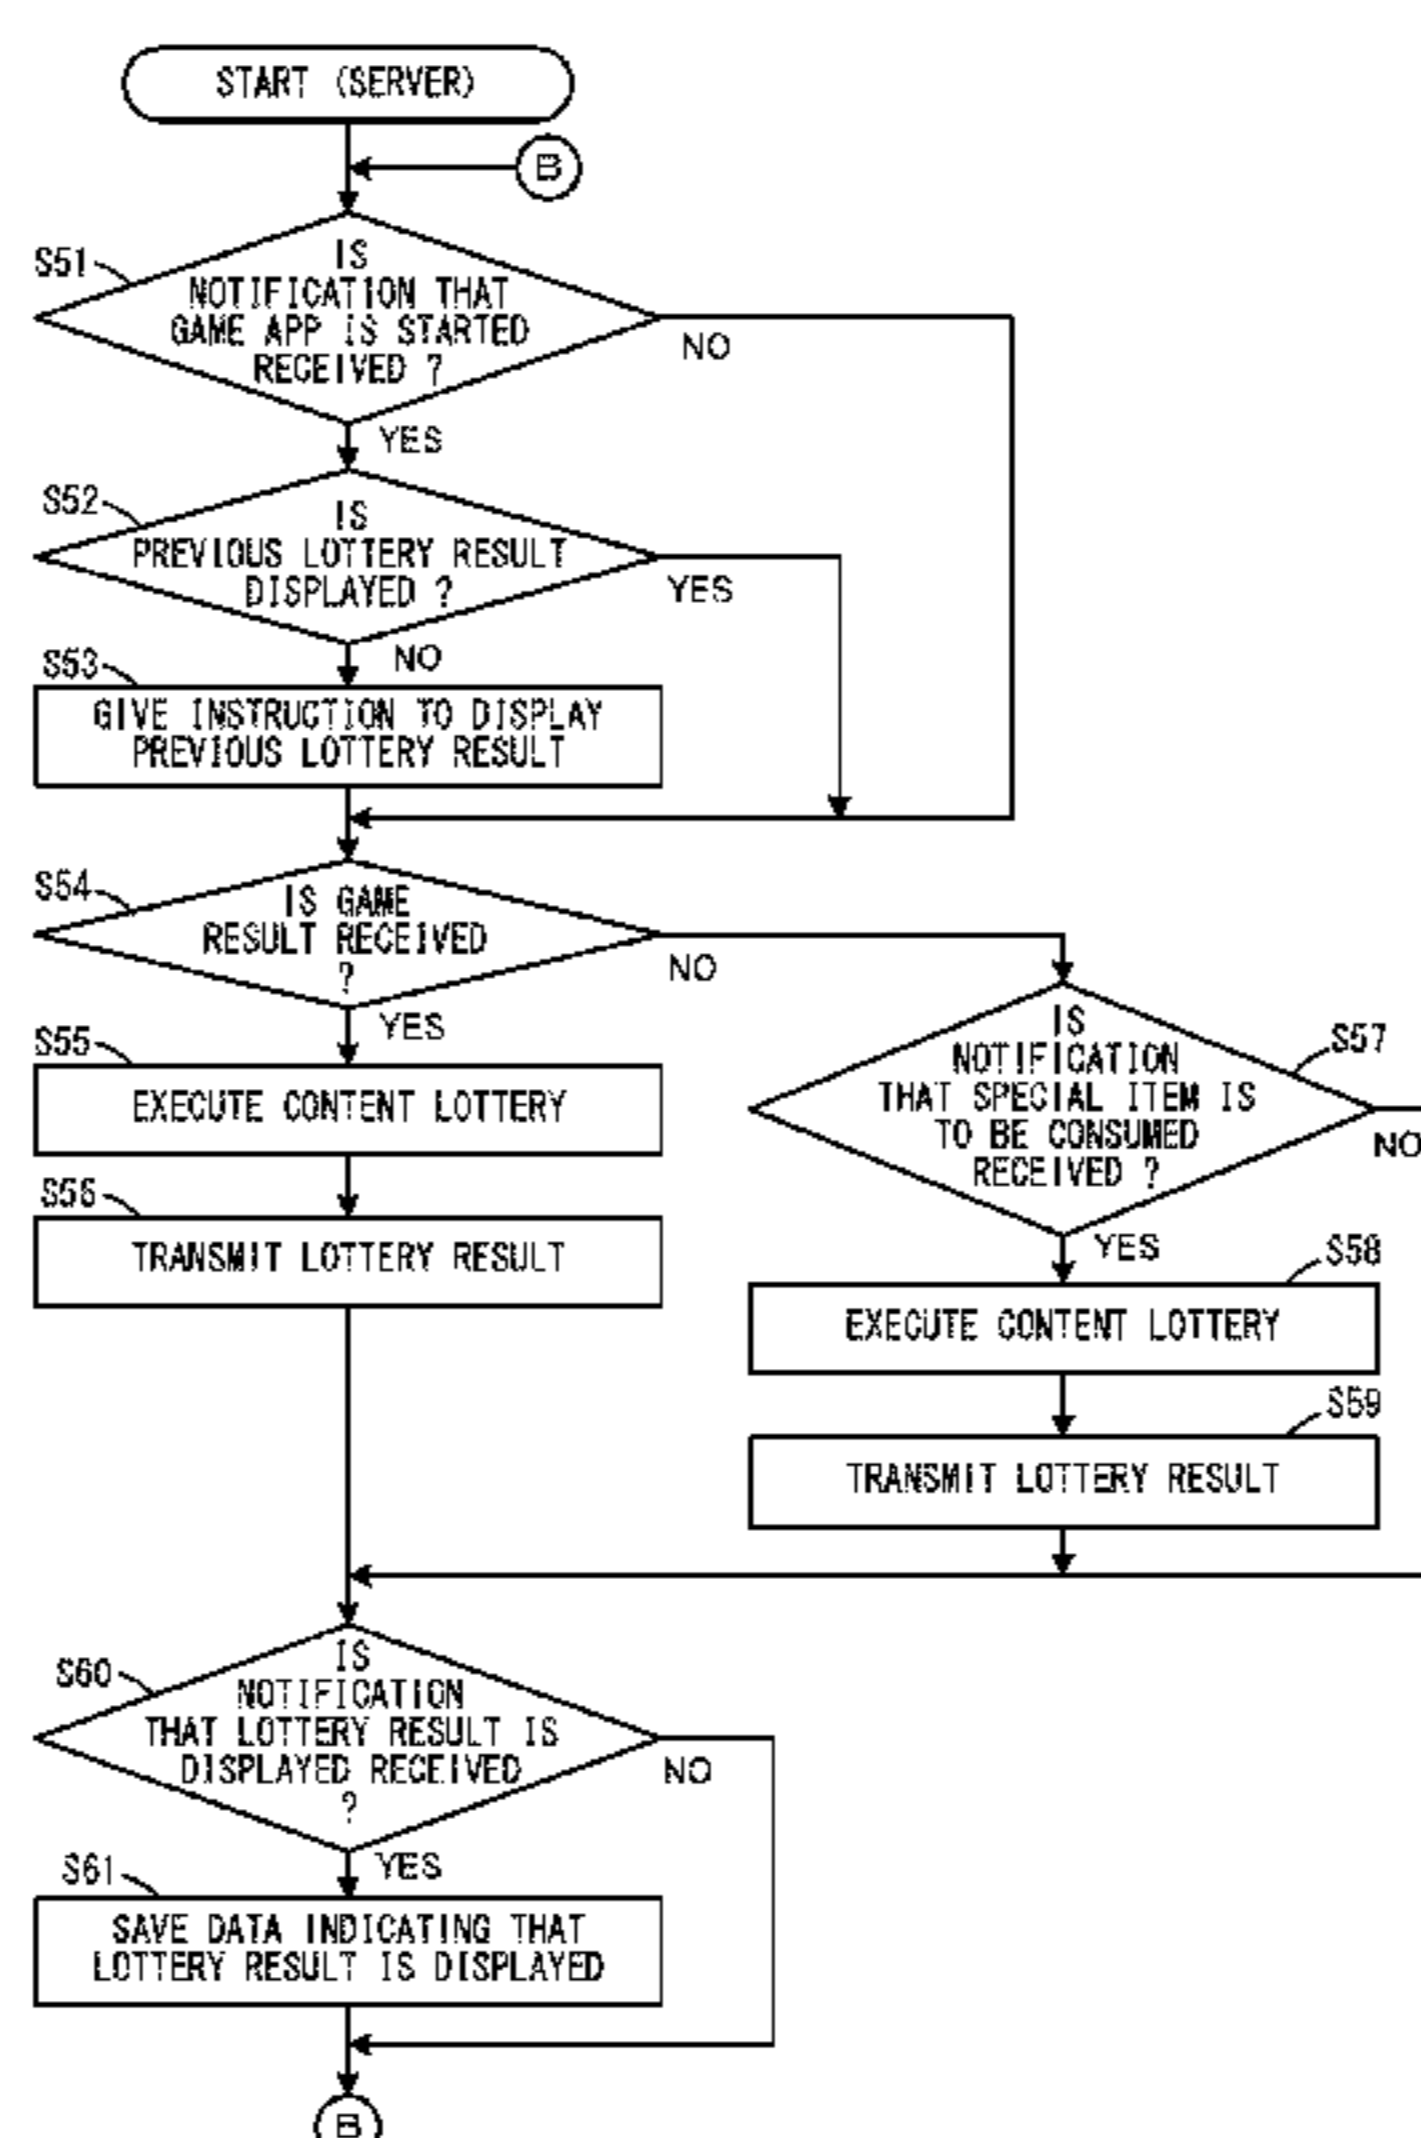 START (SERVER)
B
S51
IS
NOTIFICATION THAT
GAME APP IS STARTED
RECEIVED ?
NO
YES
S52
IS
PREVIOUS LOTTERY RESULT
DISPLAYED ?
YES
NO
S53
GIVE INSTRUCTION TO DISPLAY
PREVIOUS LOTTERY RESULT
S54
IS GAME
RESULT RECEIVED
?
NO
YES
S55
EXECUTE CONTENT LOTTERY
S56
TRANSMIT LOTTERY RESULT
S57
IS
NOTIFICATION
THAT SPECIAL ITEM IS
TO BE CONSUMED
RECEIVED ?
NO
YES
S58
EXECUTE CONTENT LOTTERY
S59
TRANSMIT LOTTERY RESULT
S60
IS
NOTIFICATION
THAT LOTTERY RESULT IS
DISPLAYED RECEIVED
?
NO
YES
S61
SAVE DATA INDICATING THAT
LOTTERY RESULT IS DISPLAYED
B